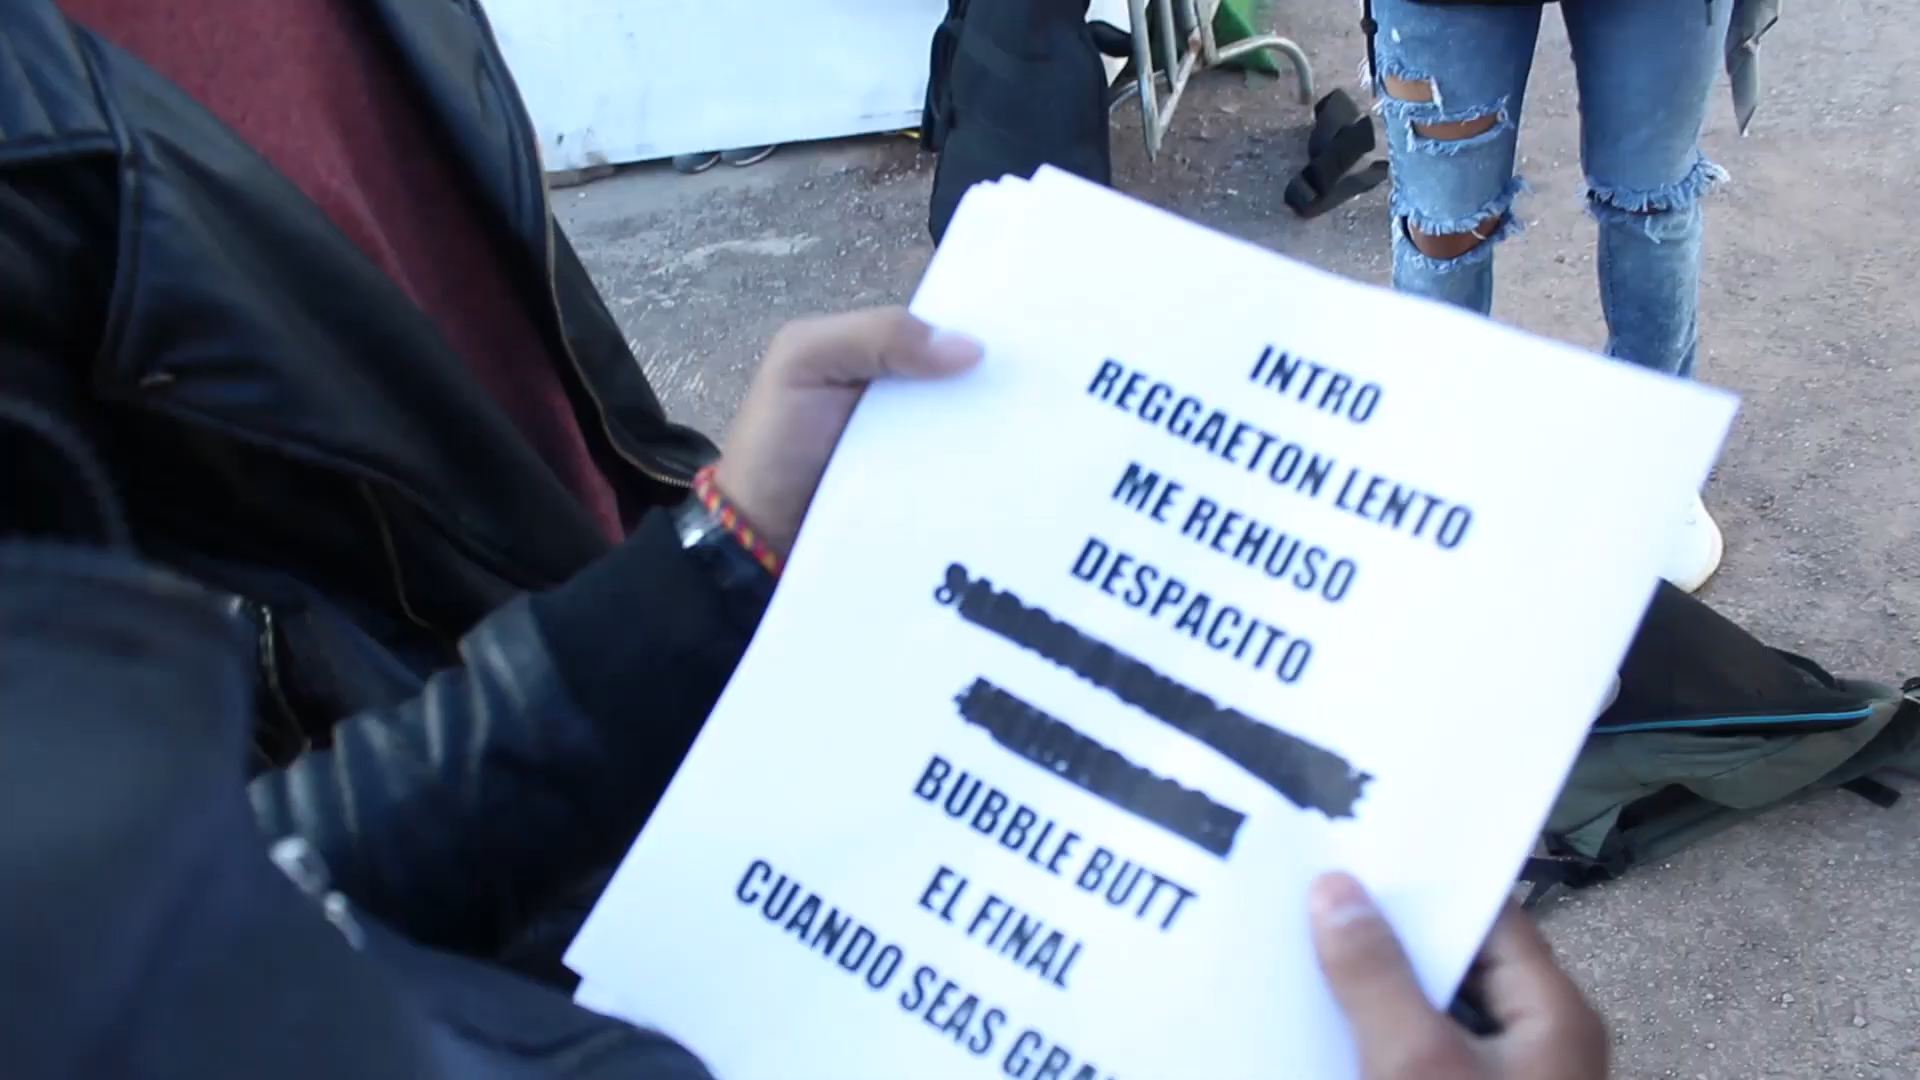 INTRO
REGGAETON LENTO
ME REHUSO
DESPACITO
BUBBLE BUTT
EL FINAL
CUANDO SEAS